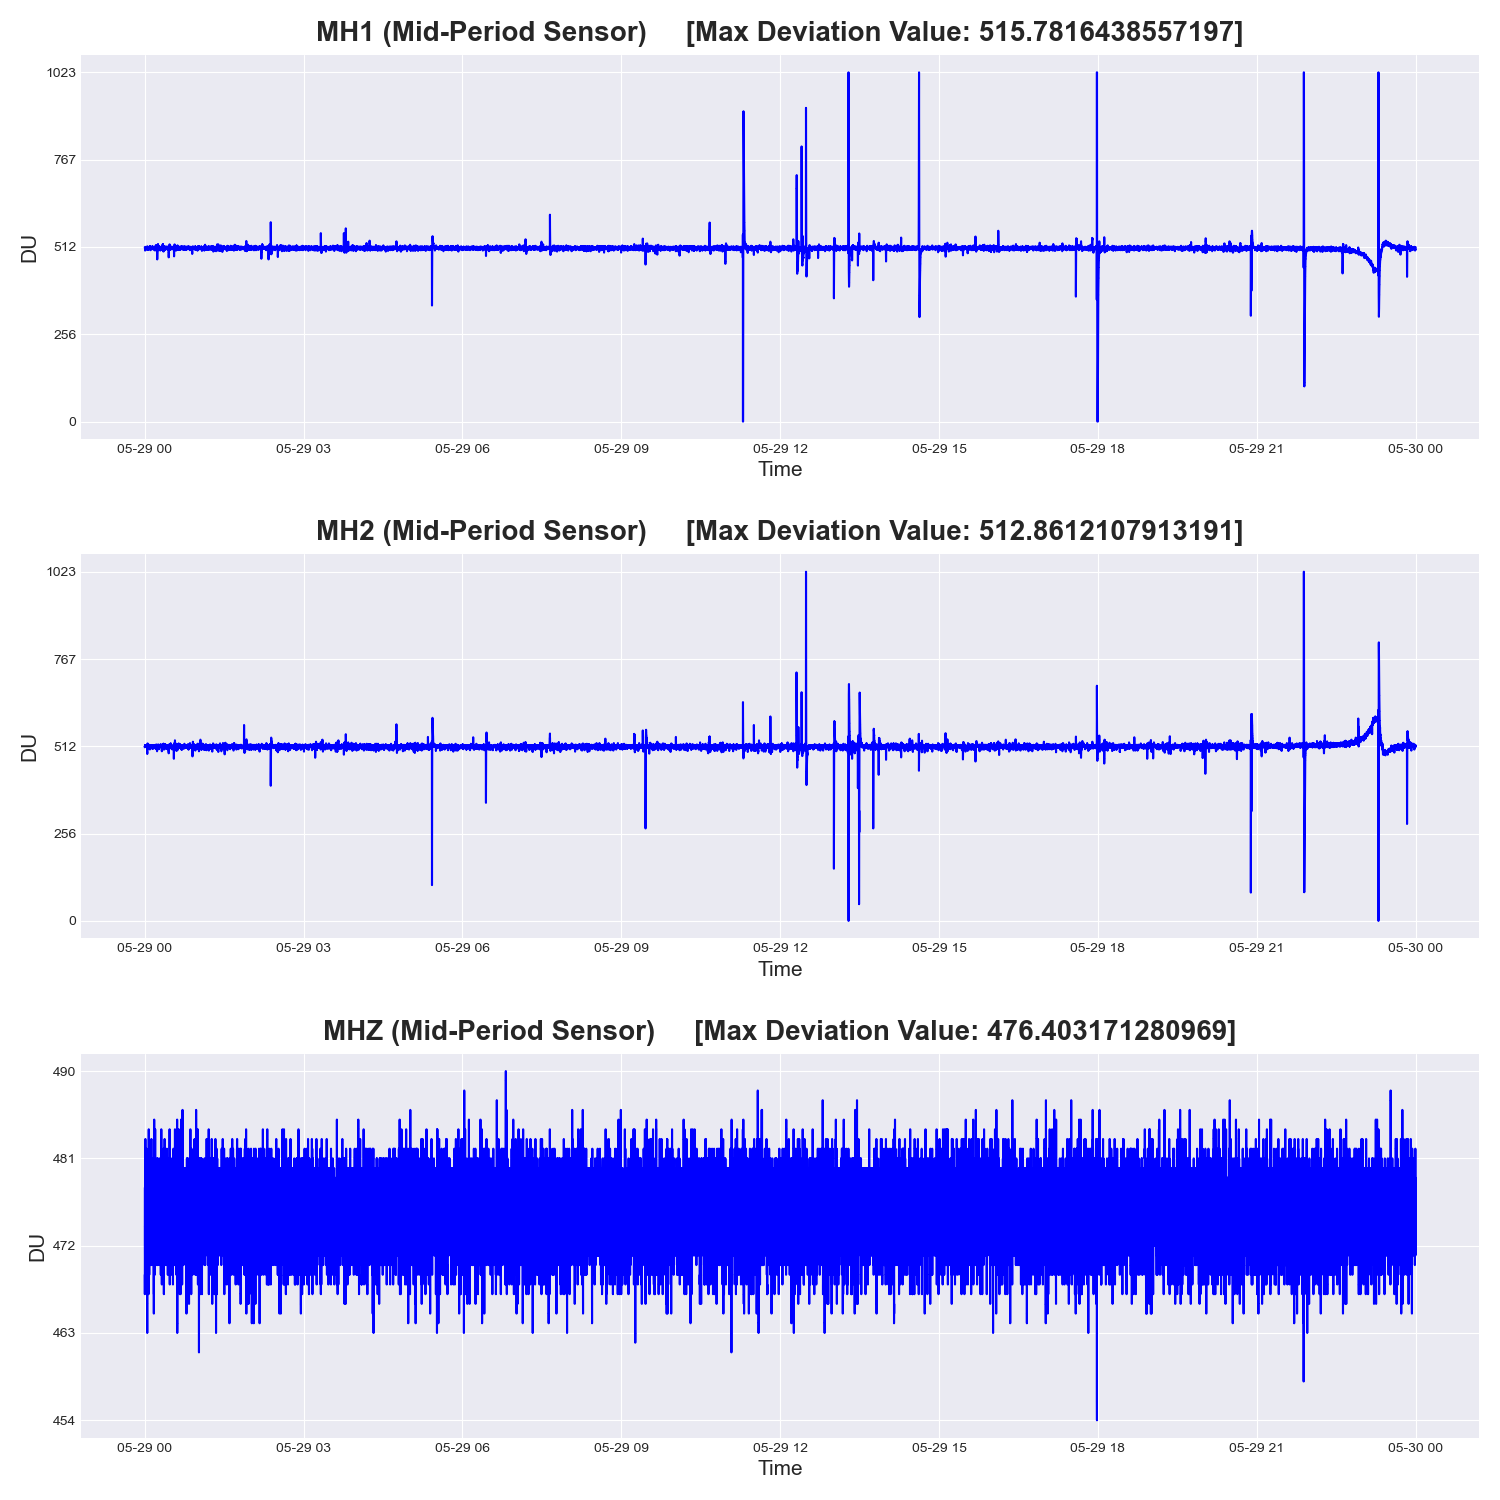 MH1 (Mid-Period Sensor) [Max Deviation Value: 515.7816438557197]
1023
767
512
256
0
DU
05-29 00 05-29 03 05-29 06 05-29 09 05-29 12 05-29 15 05-29 18 05-29 21 05-30 00
Time
MH2 (Mid-Period Sensor) [Max Deviation Value: 512.8612107913191]
1023
767
512
256
0
DU
05-29 00 05-29 03 05-29 06 05-29 09 05-29 12 05-29 15 05-29 18 05-29 21 05-30 00
Time
MHZ (Mid-Period Sensor) [Max Deviation Value: 476.403171280969]
490
481
472
463
454
DU
05-29 00 05-29 03 05-29 06 05-29 09 05-29 12 05-29 15 05-29 18 05-29 21 05-30 00
Time